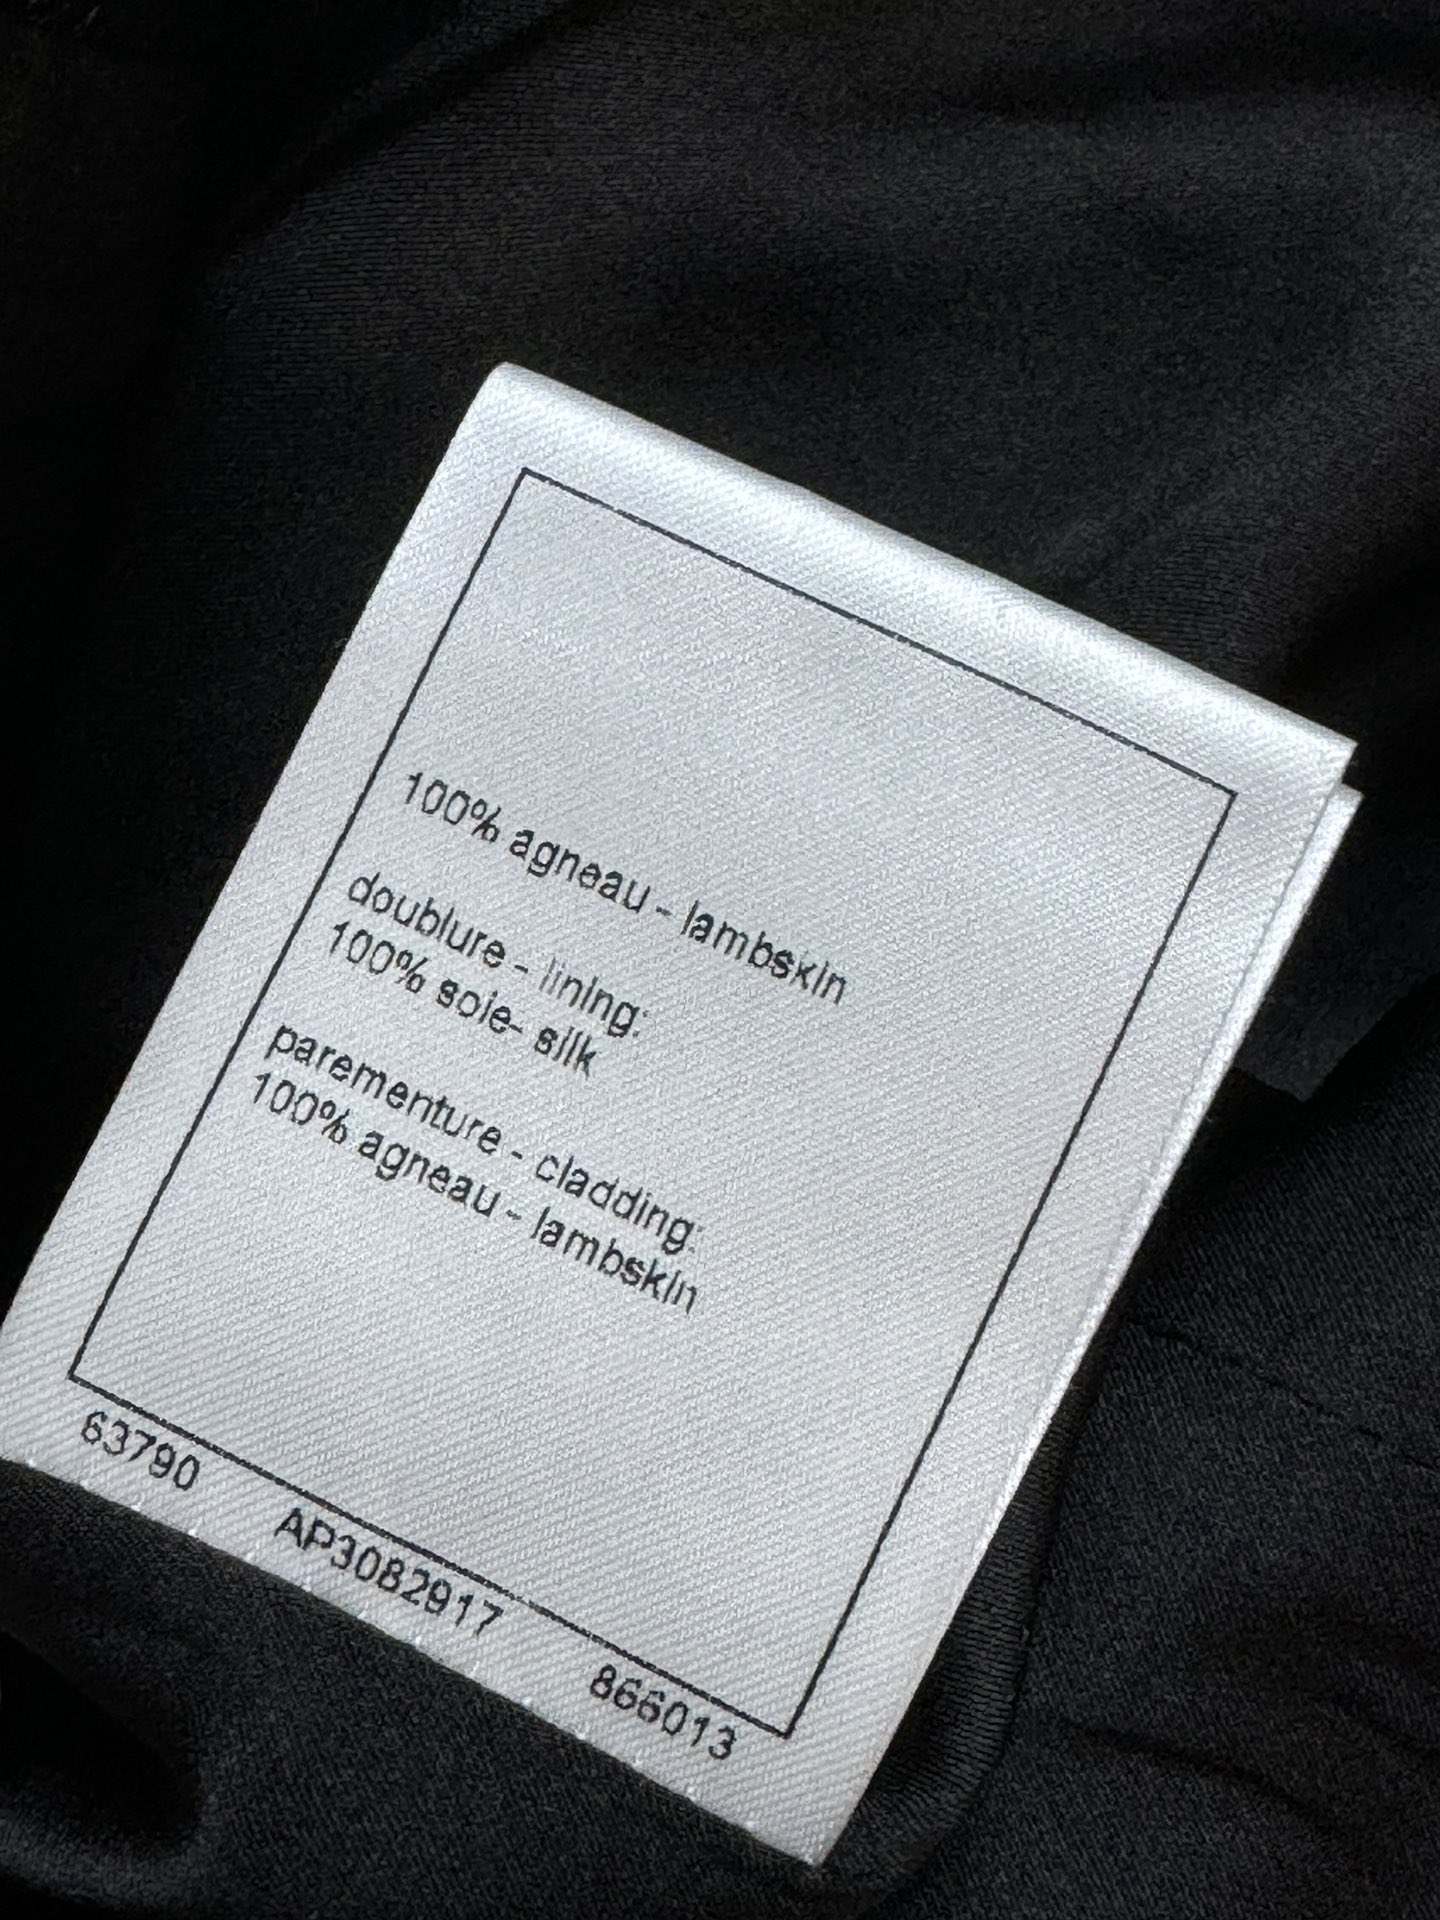 100% agneau - lambskin
doublure - lining:
100% soie- silk
parementure - cladding:
100% agneau - lambskin
63790 AP3082917 866013